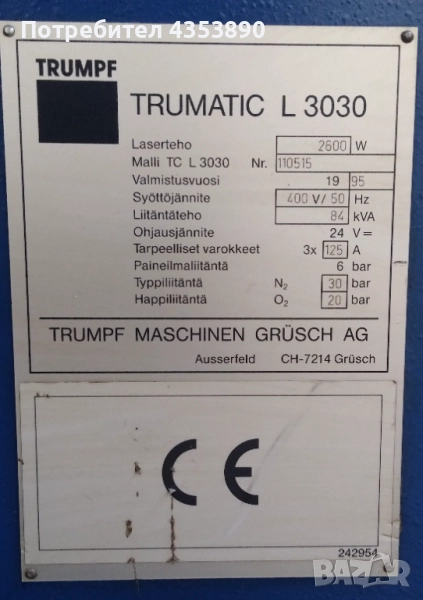 Потребител 4353890
TRUMPF
TRUMATIC L 3030
Laserteho 2600 W
Malli TC L 3030 Nr. 110515
Valmistusvuosi 19 95
Syöttöjännite 400 V/ 50 Hz
Liitäntäteho 84 kVA
Ohjausjännite 24 V=
Tarpeelliset varokkeet 3x 125 A
Paineilmaliitäntä 6 bar
Typpiliitäntä N₂ 30 bar
Happiliitäntä O₂ 20 bar
TRUMPF MASCHINEN GRÜSCH AG
Ausserfeld CH-7214 Grüsch
CE
242954
BAZAR